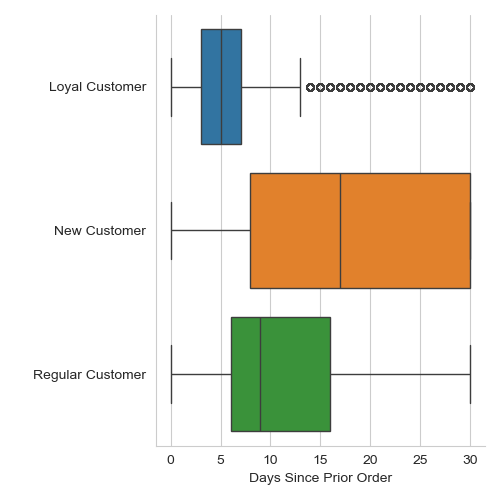 Loyal Customer
New Customer
Regular Customer
0 5 10 15 20 25 30
Days Since Prior Order